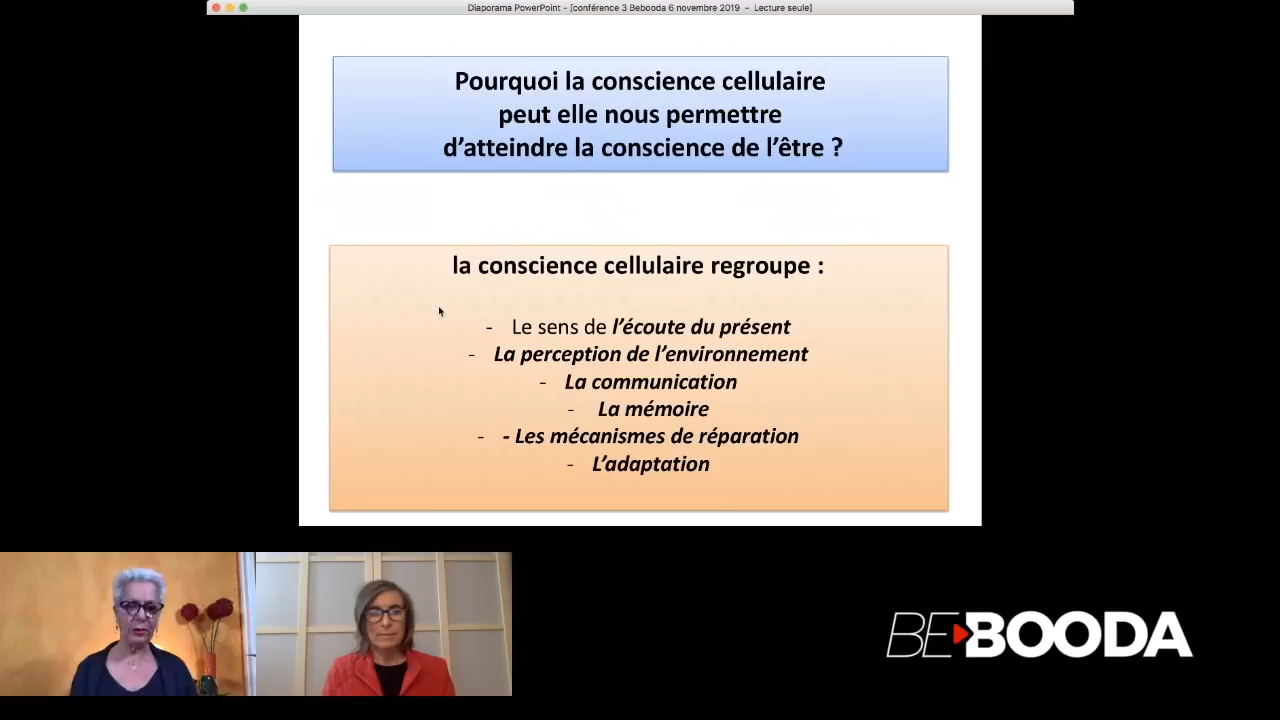 Diaporama PowerPoint - [conférence 3 Bebooda 6 novembre 2019 - Lecture seule]
Pourquoi la conscience cellulaire
peut elle nous permettre
d’atteindre la conscience de l’être ?
la conscience cellulaire regroupe :
- Le sens de l’écoute du présent
- La perception de l’environnement
- La communication
- La mémoire
- - Les mécanismes de réparation
- L’adaptation
BEBOODA